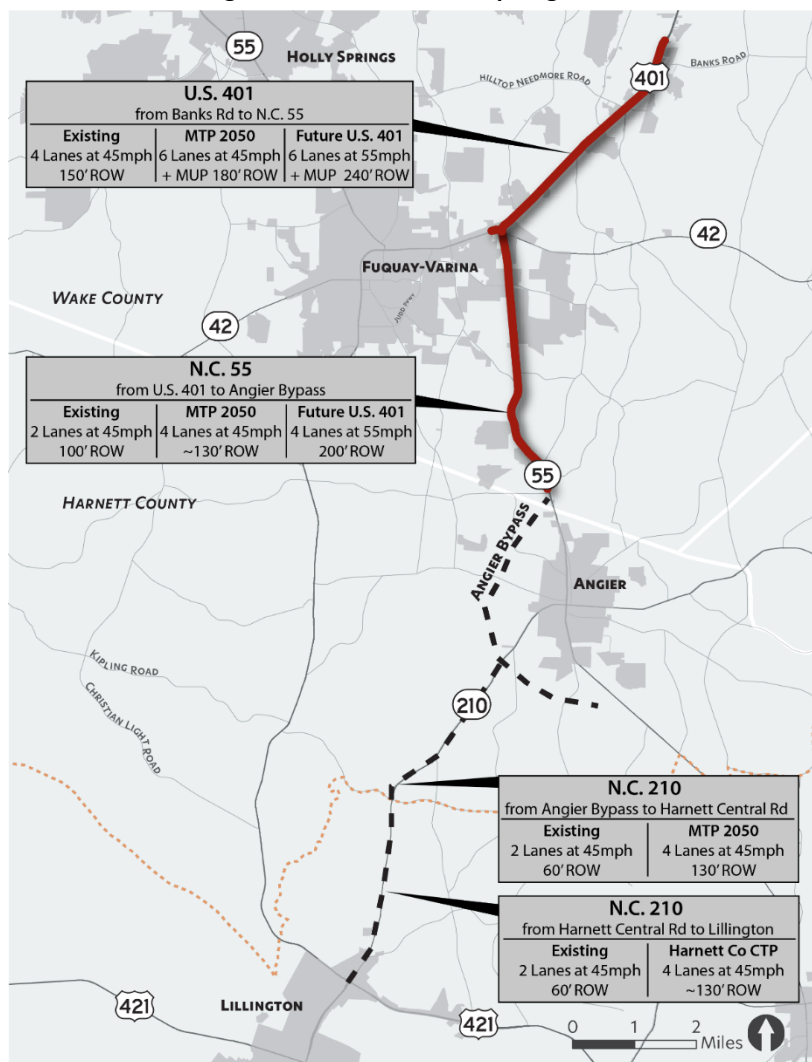 55
HOLLY SPRINGS
HILLTOP NEEDMORE ROAD
401
BANKS ROAD
U.S. 401
from Banks Rd to N.C. 55
Existing MTP 2050 Future U.S. 401
4 Lanes at 45mph 6 Lanes at 45mph 6 Lanes at 55mph
150' ROW + MUP 180' ROW + MUP 240' ROW
42
FUQUAY-VARINA
JUDD PKWY
WAKE COUNTY
42
N.C. 55
from U.S. 401 to Angier Bypass
Existing MTP 2050 Future U.S. 401
2 Lanes at 45mph 4 Lanes at 45mph 4 Lanes at 55mph
100' ROW ~130' ROW 200' ROW
55
HARNETT COUNTY
ANGIER BYPASS
ANGIER
KIPLING ROAD
CHRISTIAN LIGHT ROAD
210
N.C. 210
from Angier Bypass to Harnett Central Rd
Existing MTP 2050
2 Lanes at 45mph 4 Lanes at 45mph
60' ROW 130' ROW
N.C. 210
from Harnett Central Rd to Lillington
Existing Harnett Co CTP
2 Lanes at 45mph 4 Lanes at 45mph
60' ROW ~130' ROW
421
LILLINGTON
421
0 1 2
Miles